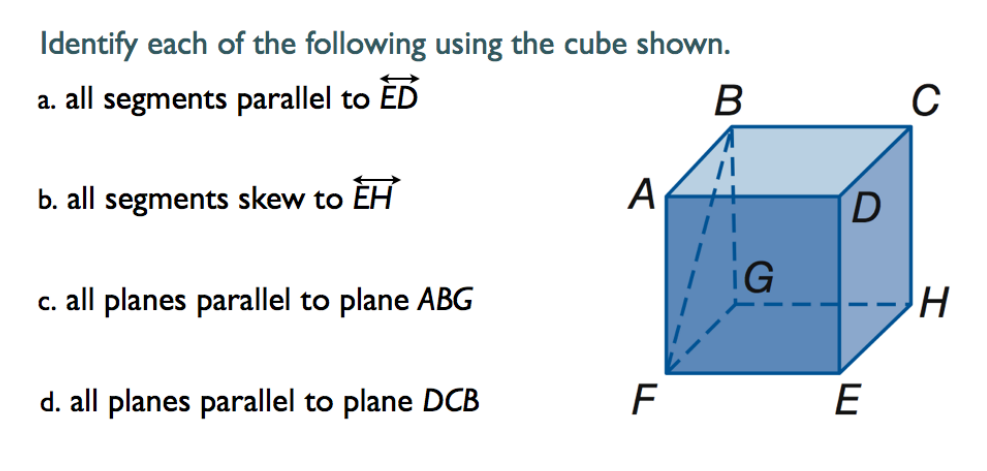 Identify each of the following using the cube shown.
a. all segments parallel to ED
b. all segments skew to EH
c. all planes parallel to plane ABG
d. all planes parallel to plane DCB
B C
A D
G H
F E